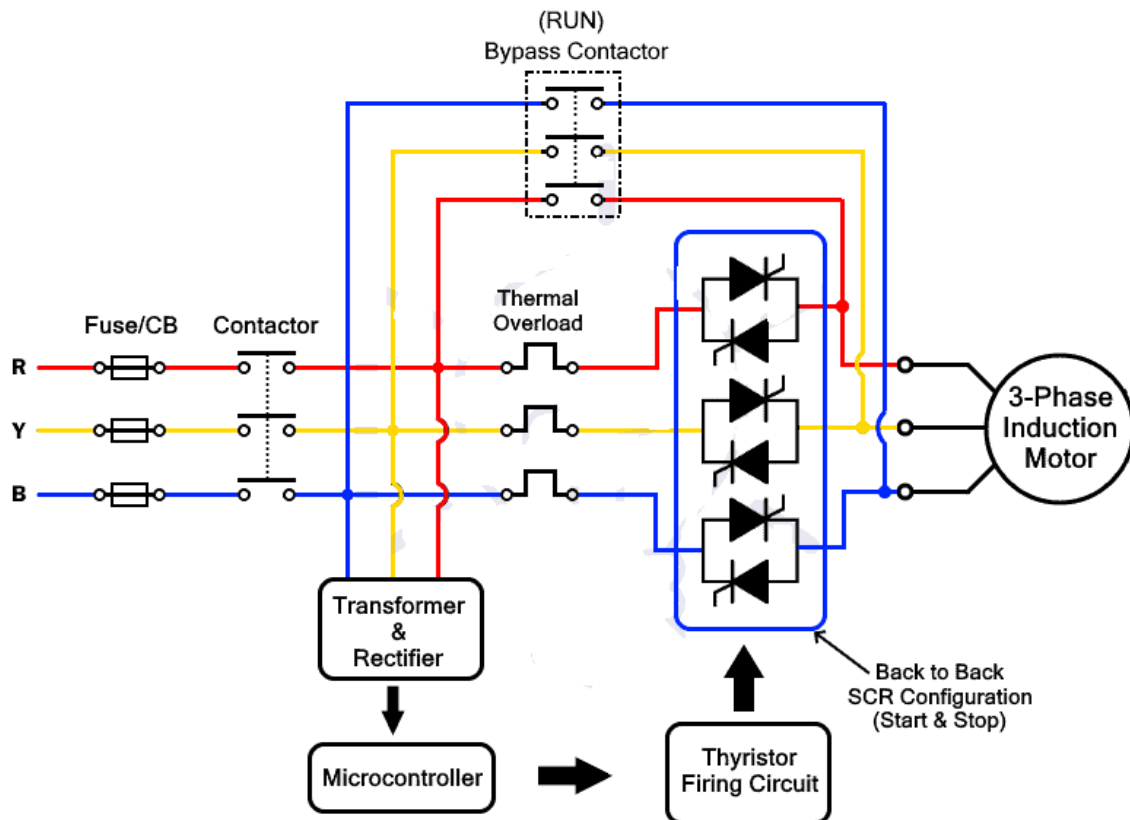 (RUN)
Bypass Contactor
Fuse/CB
Contactor
Thermal
Overload
R
Y
B
3-Phase
Induction
Motor
Transformer
&
Rectifier
Back to Back
SCR Configuration
(Start & Stop)
Microcontroller
Thyristor
Firing Circuit